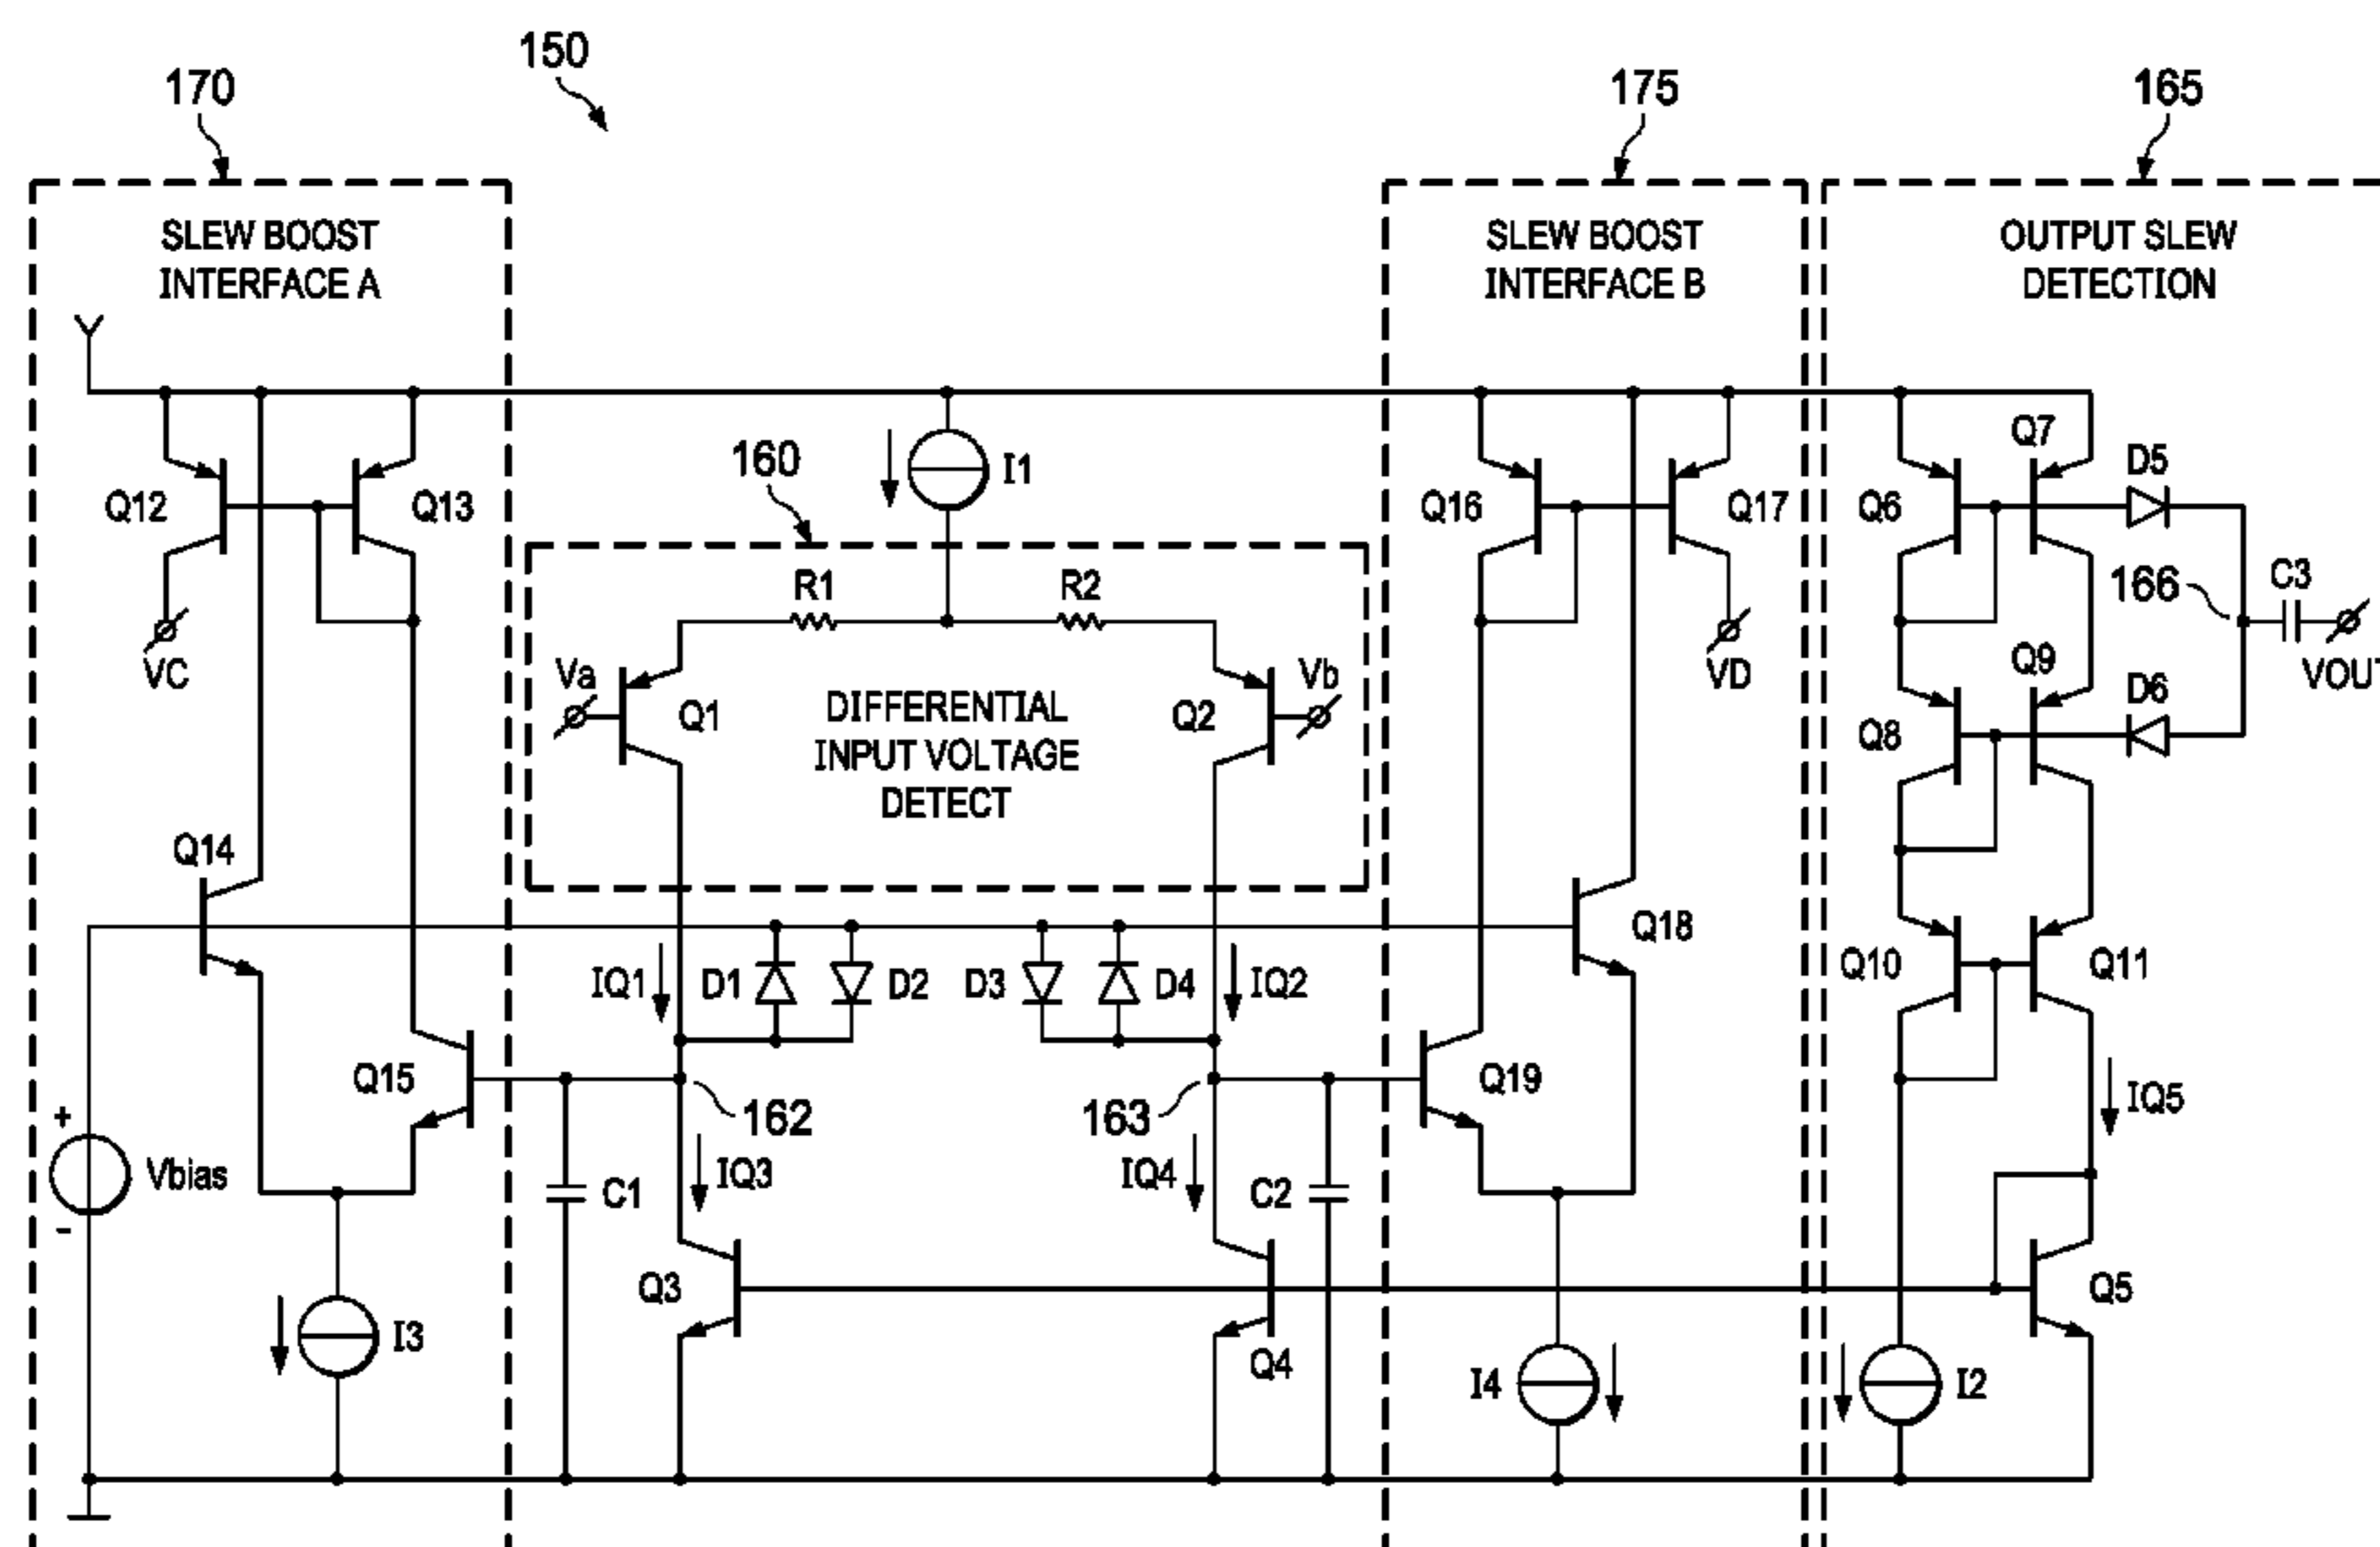 150
170
175
165
SLEW BOOST
INTERFACE A
SLEW BOOST
INTERFACE B
OUTPUT SLEW
DETECTION
Q12
Q13
VC
160
I1
R1
R2
Va
Vb
Q1
Q2
DIFFERENTIAL
INPUT VOLTAGE
DETECT
Q16
Q17
VD
Q6
Q7
D5
166
C3
VOUT
Q8
Q9
D6
Q14
Q18
IQ1
D1
D2
D3
D4
IQ2
Q10
Q11
Q15
162
163
Q19
IQ5
+
Vbias
-
C1
IQ3
IQ4
C2
Q3
Q4
Q5
I3
I4
I2